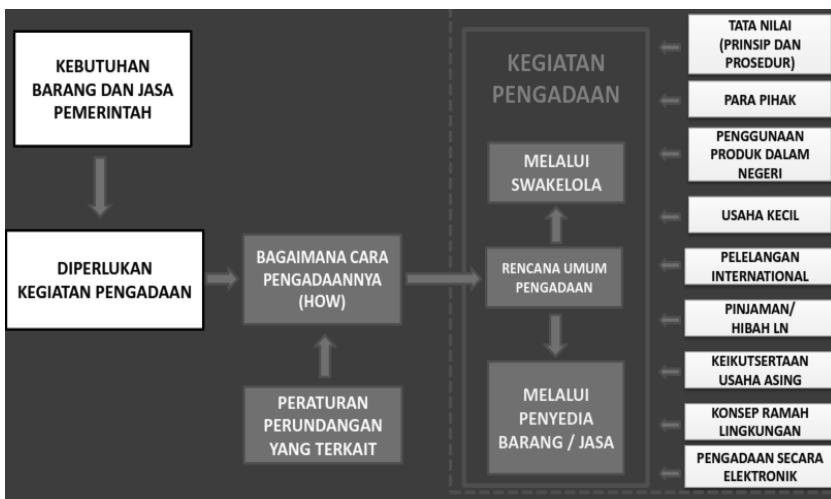 KEBUTUHAN
BARANG DAN JASA
PEMERINTAH
DIPERLUKAN
KEGIATAN PENGADAAN
BAGAIMANA CARA
PENGADAANNYA
(HOW)
PERATURAN
PERUNDANGAN
YANG TERKAIT
KEGIATAN
PENGADAAN
MELALUI
SWAKELOLA
RENCANA UMUM
PENGADAAN
MELALUI
PENYEDIA
BARANG / JASA
TATA NILAI
(PRINSIP DAN
PROSEDUR)
PARA PIHAK
PENGGUNAAN
PRODUK DALAM
NEGERI
USAHA KECIL
PELELANGAN
INTERNATIONAL
PINJAMAN/
HIBAH LN
KEIKUTSERTAAN
USAHA ASING
KONSEP RAMAH
LINGKUNGAN
PENGADAAN SECARA
ELEKTRONIK